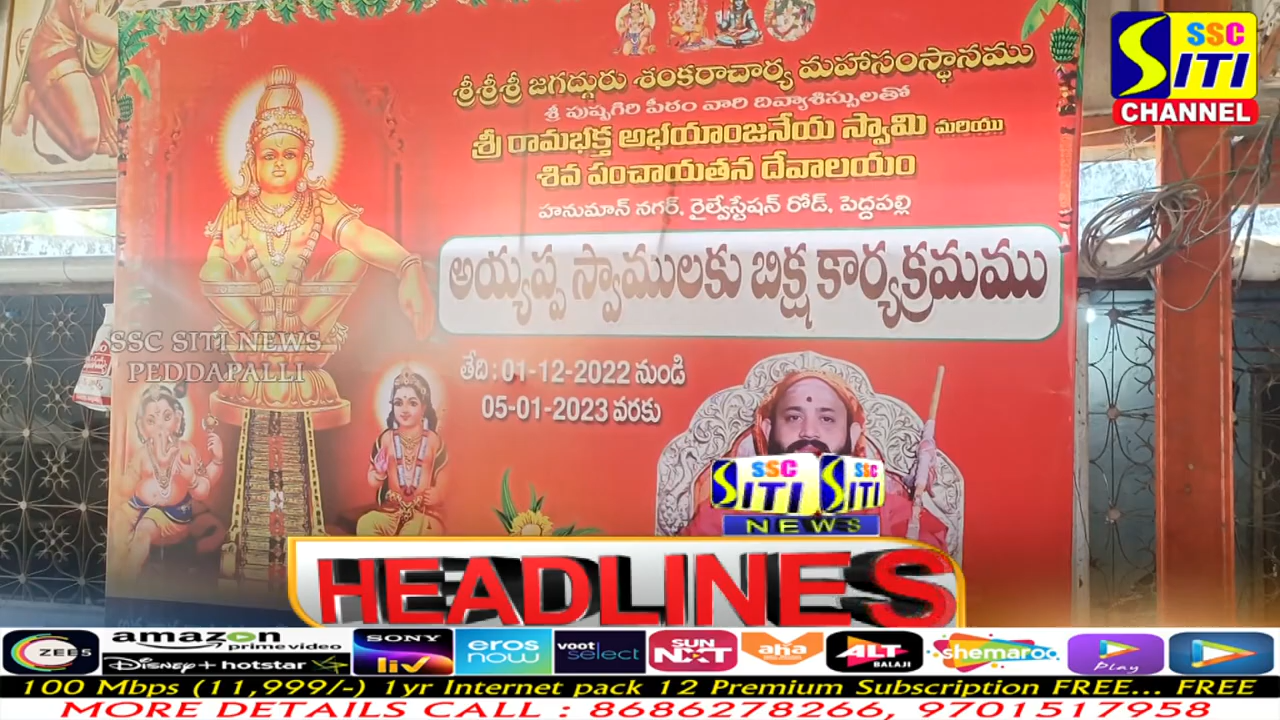 SSC
SITI
CHANNEL
శ్రీశ్రీశ్రీ జగద్గురు శంకరాచార్య మహాసంస్థానము
శ్రీ పుష్పగిరి పీఠం వారి దివ్యాశిస్సులతో
శ్రీ రామభక్త అభయాంజనేయ స్వామి మరియు
శివ పంచాయతన దేవాలయం
హనుమాన్ నగర్, రైల్వేస్టేషన్ రోడ్, పెద్దపల్లి
అయ్యప్ప స్వాములకు బిక్ష కార్యక్రమము
SSC SITI NEWS
PEDDAPALLI
తేది : 01-12-2022 నుండి
05-01-2023 వరకు
SSC SSC
SITI SITI
NEWS
HEADLINES
ZEE5 amazon primevideo Disney+ hotstar SONY liv eros now voot select SUN NXT aha ALT BALAJI shemaroo Play
100 Mbps (11,999/-) 1yr Internet pack 12 Premium Subscription FREE... FREE
MORE DETAILS CALL : 8686278266, 9701517958